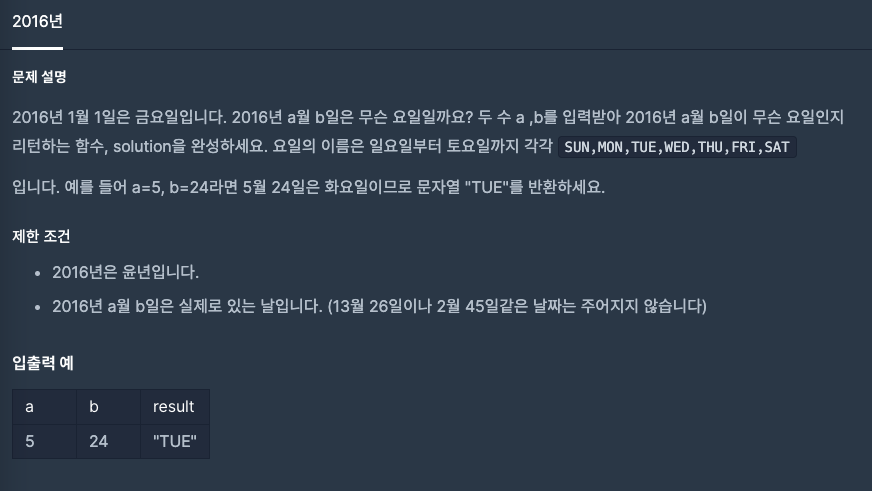 2016년
문제 설명
2016년 1월 1일은 금요일입니다. 2016년 a월 b일은 무슨 요일일까요? 두 수 a ,b를 입력받아 2016년 a월 b일이 무슨 요일인지
리턴하는 함수, solution을 완성하세요. 요일의 이름은 일요일부터 토요일까지 각각 SUN,MON,TUE,WED,THU,FRI,SAT
입니다. 예를 들어 a=5, b=24라면 5월 24일은 화요일이므로 문자열 "TUE"를 반환하세요.
제한 조건
• 2016년은 윤년입니다.
• 2016년 a월 b일은 실제로 있는 날입니다. (13월 26일이나 2월 45일같은 날짜는 주어지지 않습니다)
입출력 예
a b result
5 24 "TUE"